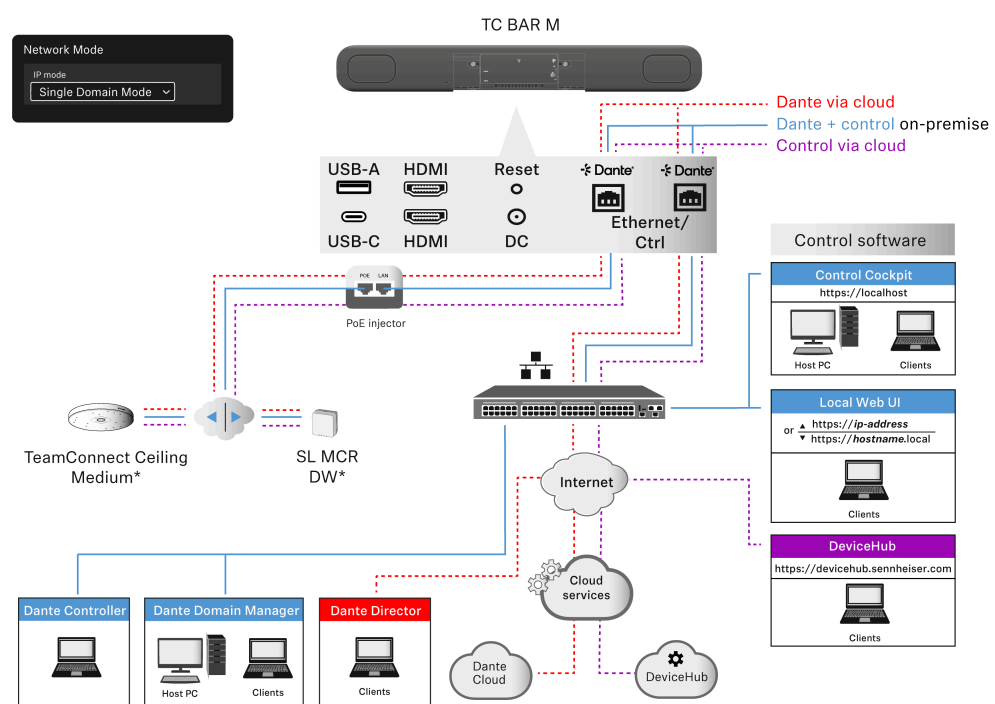 TC BAR M
Network Mode
IP mode
Single Domain Mode
Dante via cloud
Dante + control on-premise
Control via cloud
USB-A
HDMI
Reset
Dante
Dante
USB-C
HDMI
DC
Ethernet/
Ctrl
POE
LAN
PoE injector
Control software
Control Cockpit
https://localhost
Host PC
Clients
Local Web UI
or
https://ip-address
https://hostname.local
Clients
TeamConnect Ceiling
Medium*
SL MCR
DW*
Internet
DeviceHub
https://devicehub.sennheiser.com
Clients
Cloud
services
Dante Controller
Dante Domain Manager
Host PC
Clients
Dante Director
Clients
Dante
Cloud
DeviceHub